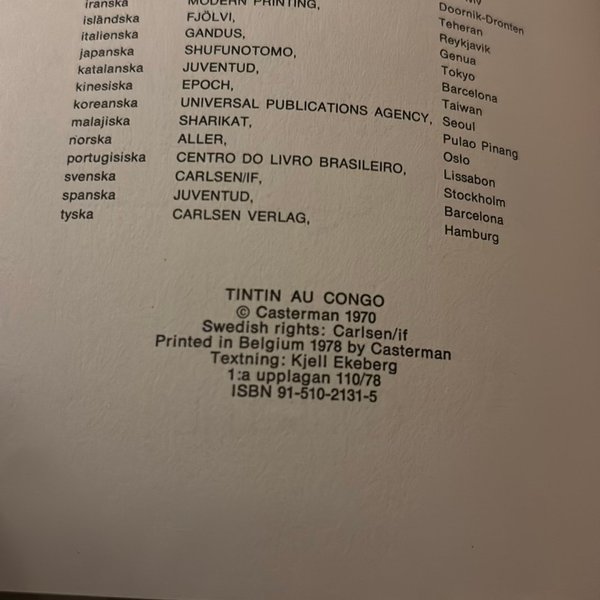 Doornik-Dronten
iranska MODERN PRINTING, Teheran
isländska FJÖLVI, Reykjavik
italienska GANDUS, Genua
japanska SHUFUNOTOMO, Tokyo
katalanska JUVENTUD, Barcelona
kinesiska EPOCH, Taiwan
koreanska UNIVERSAL PUBLICATIONS AGENCY, Seoul
malajiska SHARIKAT, Pulao Pinang
norska ALLER, Oslo
portugisiska CENTRO DO LIVRO BRASILEIRO, Lissabon
svenska CARLSEN/IF, Stockholm
spanska JUVENTUD, Barcelona
tyska CARLSEN VERLAG, Hamburg
TINTIN AU CONGO
© Casterman 1970
Swedish rights: Carlsen/if
Printed in Belgium 1978 by Casterman
Textning: Kjell Ekeberg
1:a upplagan 110/78
ISBN 91-510-2131-5